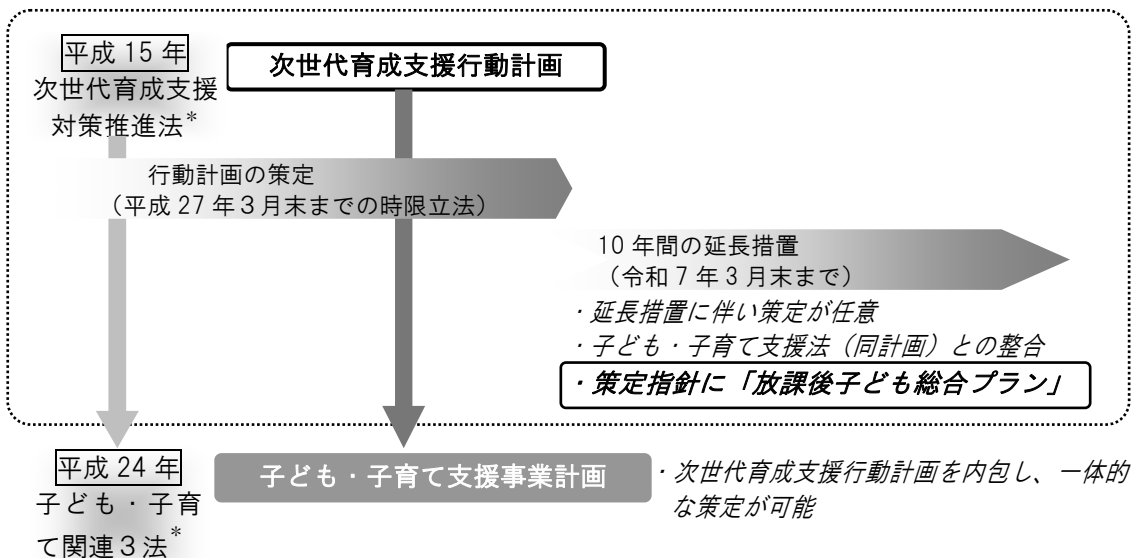 平成 15 年
次世代育成支援
対策推進法*
次世代育成支援行動計画
行動計画の策定
（平成 27 年３月末までの時限立法）
10 年間の延長措置
（令和７年３月末まで）
・延長措置に伴い策定が任意
・子ども・子育て支援法（同計画）との整合
・策定指針に「放課後子ども総合プラン」
平成 24 年
子ども・子育
て関連３法*
子ども・子育て支援事業計画
・次世代育成支援行動計画を内包し、一体的
な策定が可能